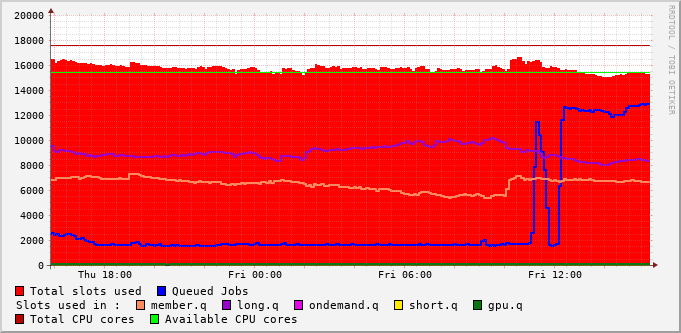 20000
18000
16000
14000
12000
10000
8000
6000
4000
2000
0
Thu 18:00 Fri 00:00 Fri 06:00 Fri 12:00
RRDTOOL / TOBI OETIKER
Total slots used Queued Jobs
Slots used in : member.q long.q ondemand.q short.q gpu.q
Total CPU cores Available CPU cores